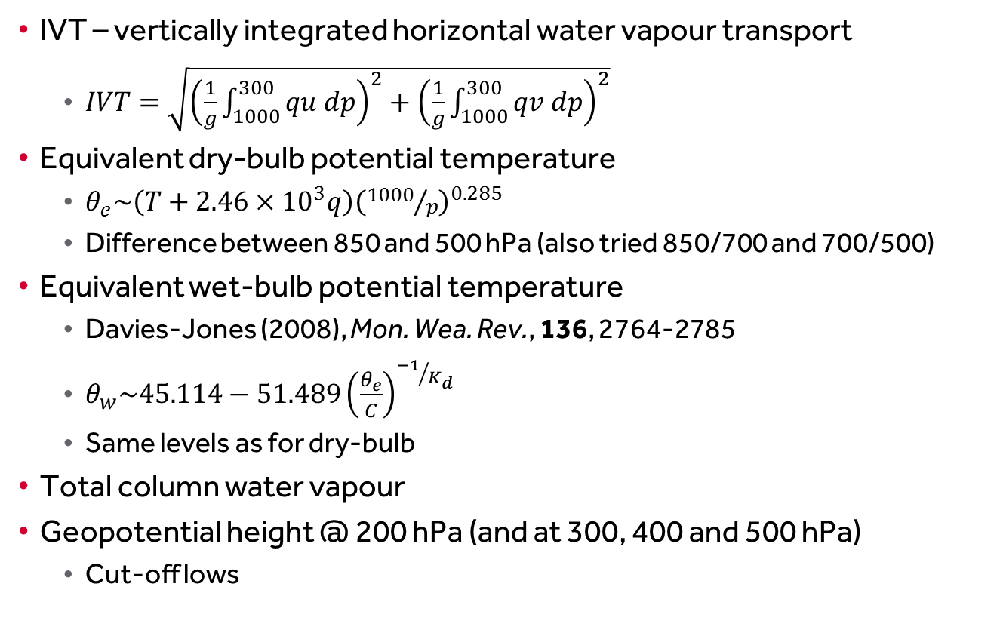 • IVT – vertically integrated horizontal water vapour transport
• $IVT = \sqrt{\left(\frac{1}{g}\int_{1000}^{300} qu\,dp\right)^2 + \left(\frac{1}{g}\int_{1000}^{300} qv\,dp\right)^2}$
• Equivalent dry-bulb potential temperature
• $\theta_e \sim (T + 2.46 \times 10^3 q)(^{1000}/_p)^{0.285}$
• Difference between 850 and 500 hPa (also tried 850/700 and 700/500)
• Equivalent wet-bulb potential temperature
• Davies-Jones (2008), Mon. Wea. Rev., 136, 2764-2785
• $\theta_w \sim 45.114 - 51.489 \left(\frac{\theta_e}{C}\right)^{-1/K_d}$
• Same levels as for dry-bulb
• Total column water vapour
• Geopotential height @ 200 hPa (and at 300, 400 and 500 hPa)
• Cut-off lows